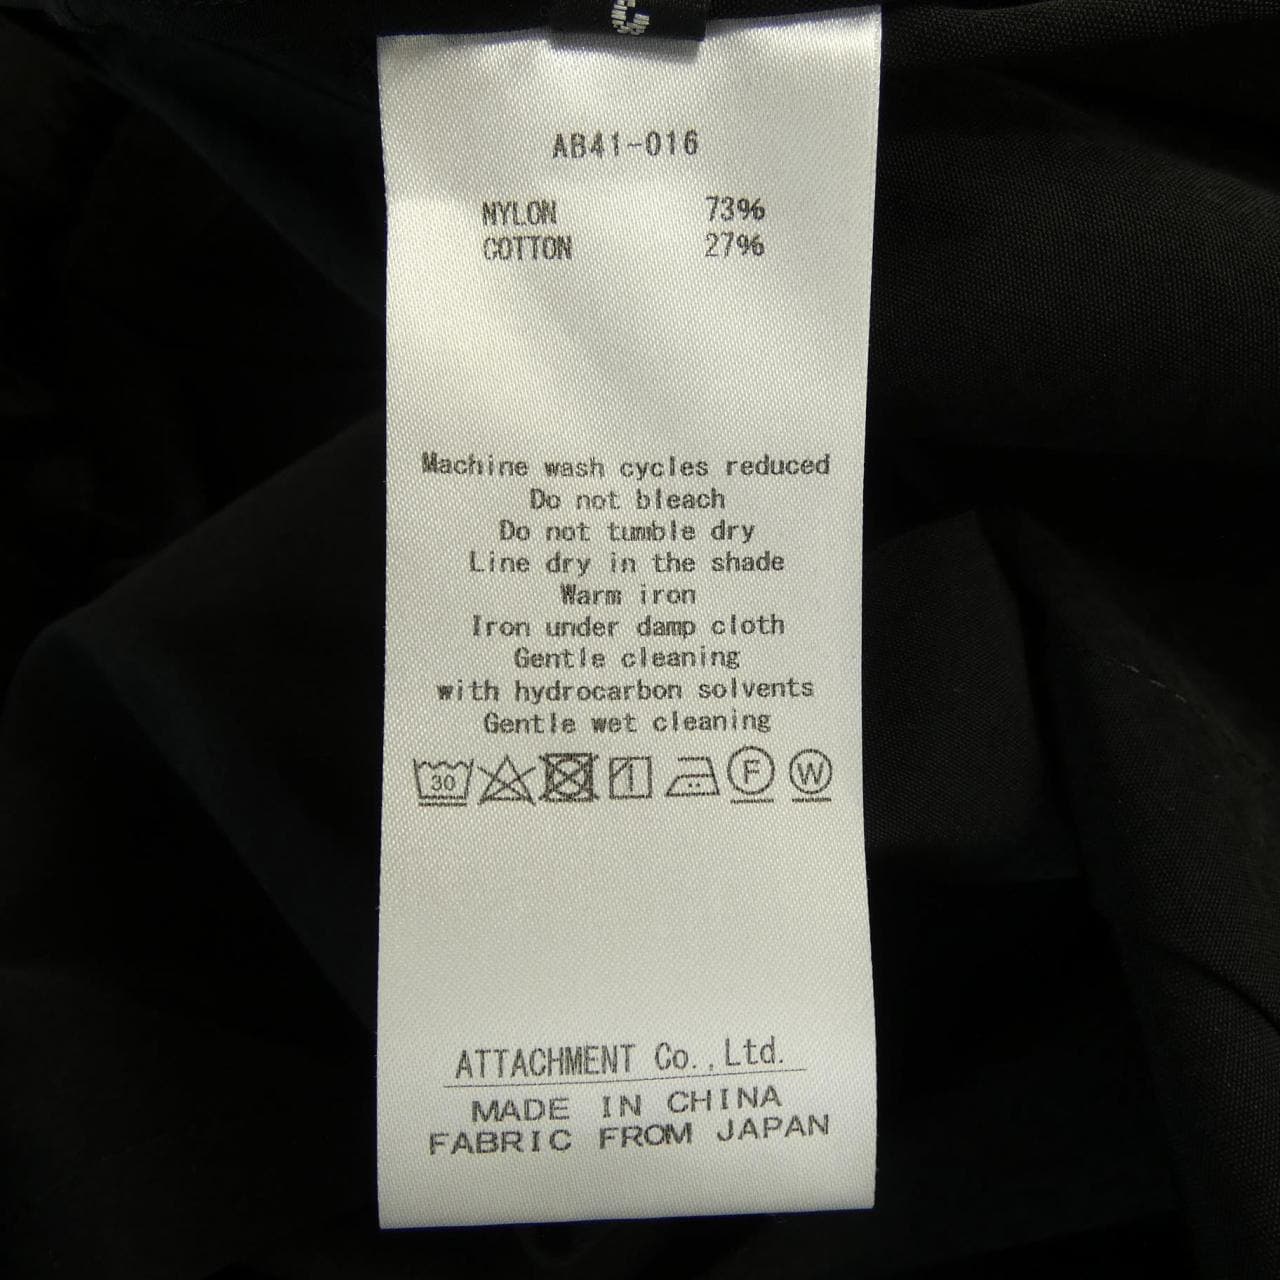 AB41-016
NYLON 73%
COTTON 27%
Machine wash cycles reduced
Do not bleach
Do not tumble dry
Line dry in the shade
Warm iron
Iron under damp cloth
Gentle cleaning
with hydrocarbon solvents
Gentle wet cleaning
30 F W
ATTACHMENT Co.,Ltd.
MADE IN CHINA
FABRIC FROM JAPAN